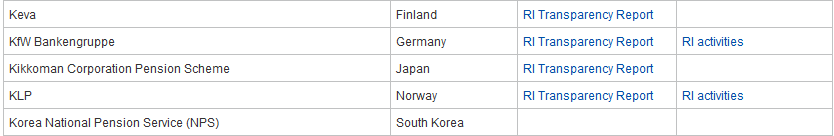 Keva Finland RI Transparency Report
KfW Bankengruppe Germany RI Transparency Report RI activities
Kikkoman Corporation Pension Scheme Japan RI Transparency Report
KLP Norway RI Transparency Report RI activities
Korea National Pension Service (NPS) South Korea